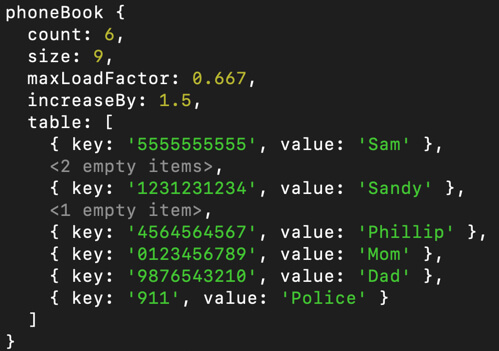 phoneBook {
  count: 6,
  size: 9,
  maxLoadFactor: 0.667,
  increaseBy: 1.5,
  table: [
    { key: '5555555555', value: 'Sam' },
    <2 empty items>,
    { key: '1231231234', value: 'Sandy' },
    <1 empty item>,
    { key: '4564564567', value: 'Phillip' },
    { key: '0123456789', value: 'Mom' },
    { key: '9876543210', value: 'Dad' },
    { key: '911', value: 'Police' }
  ]
}